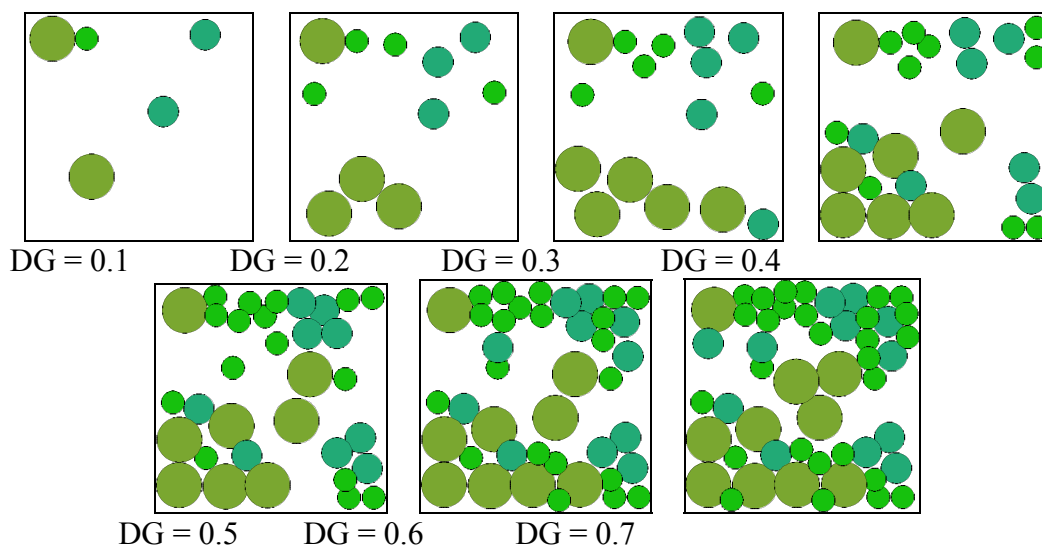 DG = 0.1 DG = 0.2 DG = 0.3 DG = 0.4
DG = 0.5 DG = 0.6 DG = 0.7